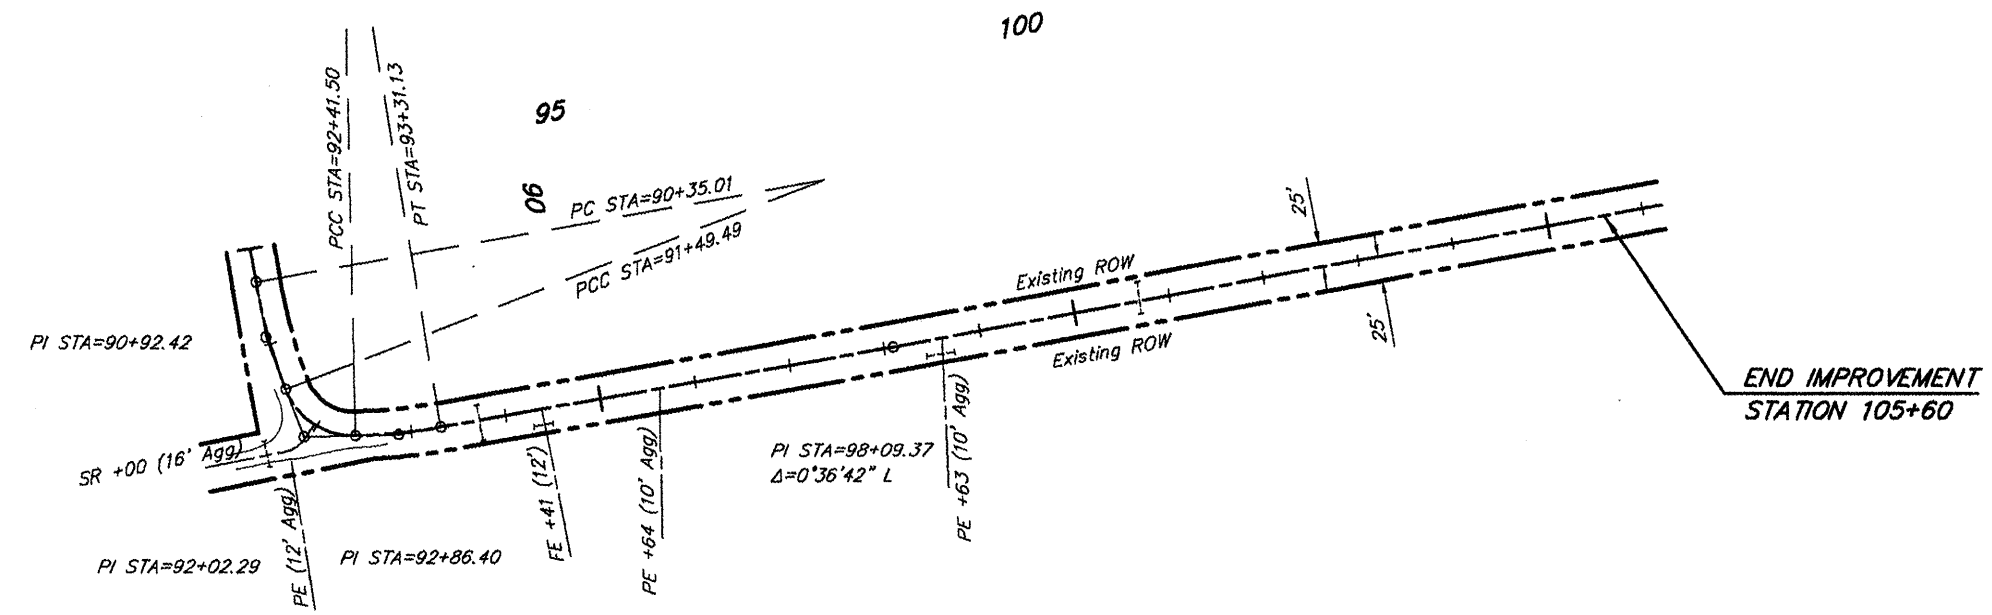 100
95
90
PCC STA=92+41.50
PT STA=93+31.13
PC STA=90+35.01
PCC STA=91+49.49
25'
Existing ROW
Existing ROW
25'
PI STA=90+92.42
END IMPROVEMENT
STATION 105+60
SR +00 (16' Agg)
PI STA=98+09.37
Δ=0°36'42" L
PE (12' Agg)
FE +41 (12')
PE +64 (10' Agg)
PE +63 (10' Agg)
PI STA=92+02.29
PI STA=92+86.40